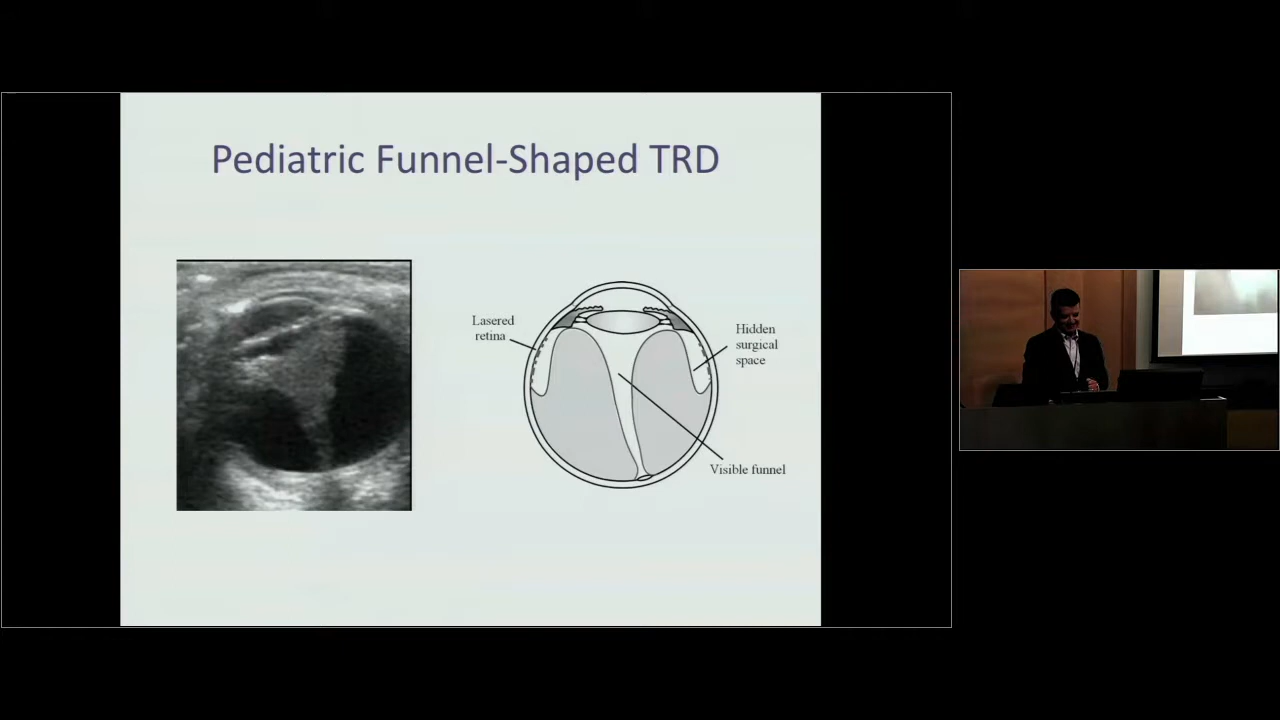 Pediatric Funnel-Shaped TRD
Lasered
retina
Hidden
surgical
space
Visible funnel